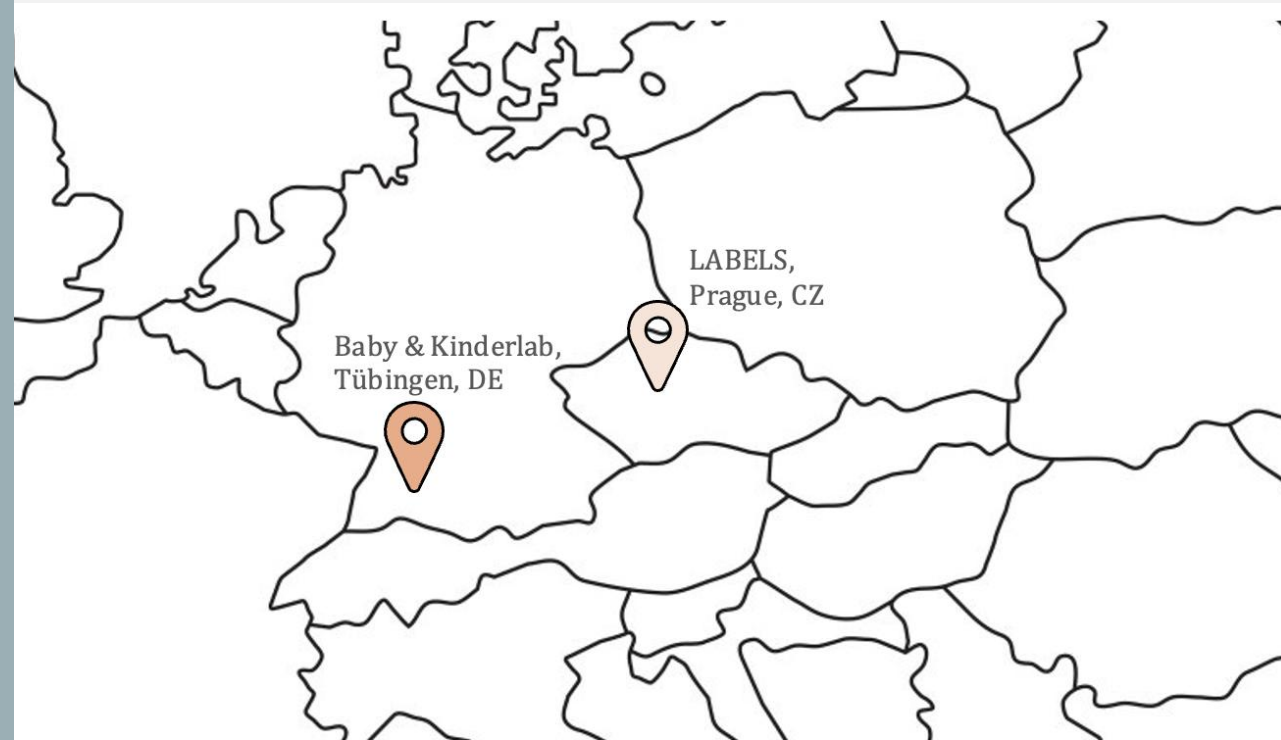 LABELS,
Prague, CZ
Baby & Kinderlab,
Tübingen, DE